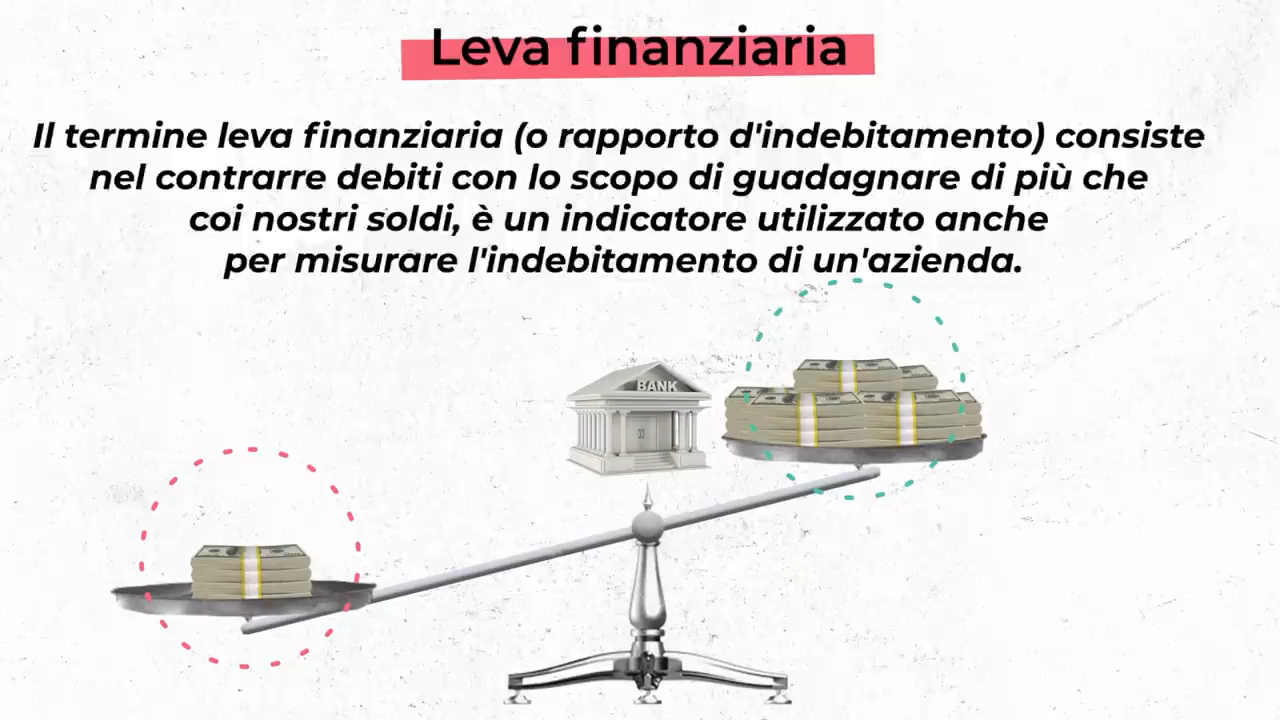 Leva finanziaria
Il termine leva finanziaria (o rapporto d'indebitamento) consiste
nel contrarre debiti con lo scopo di guadagnare di più che
coi nostri soldi, è un indicatore utilizzato anche
per misurare l'indebitamento di un'azienda.
BANK